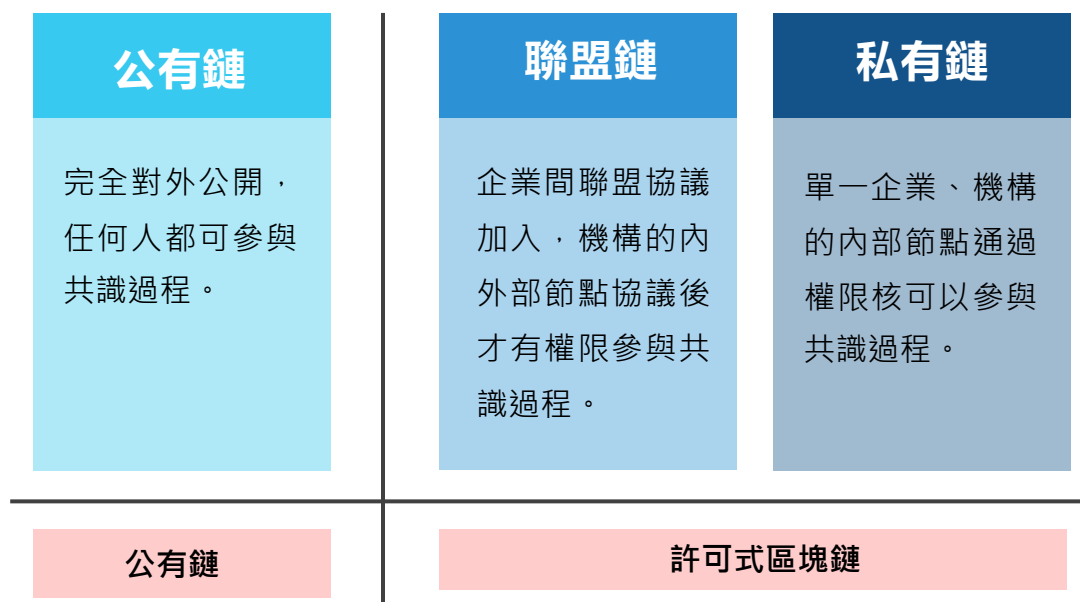 公有鏈
完全對外公開，
任何人都可參與
共識過程。
聯盟鏈
企業間聯盟協議
加入，機構的內
外部節點協議後
才有權限參與共
識過程。
私有鏈
單一企業、機構
的內部節點通過
權限核可以參與
共識過程。
公有鏈
許可式區塊鏈